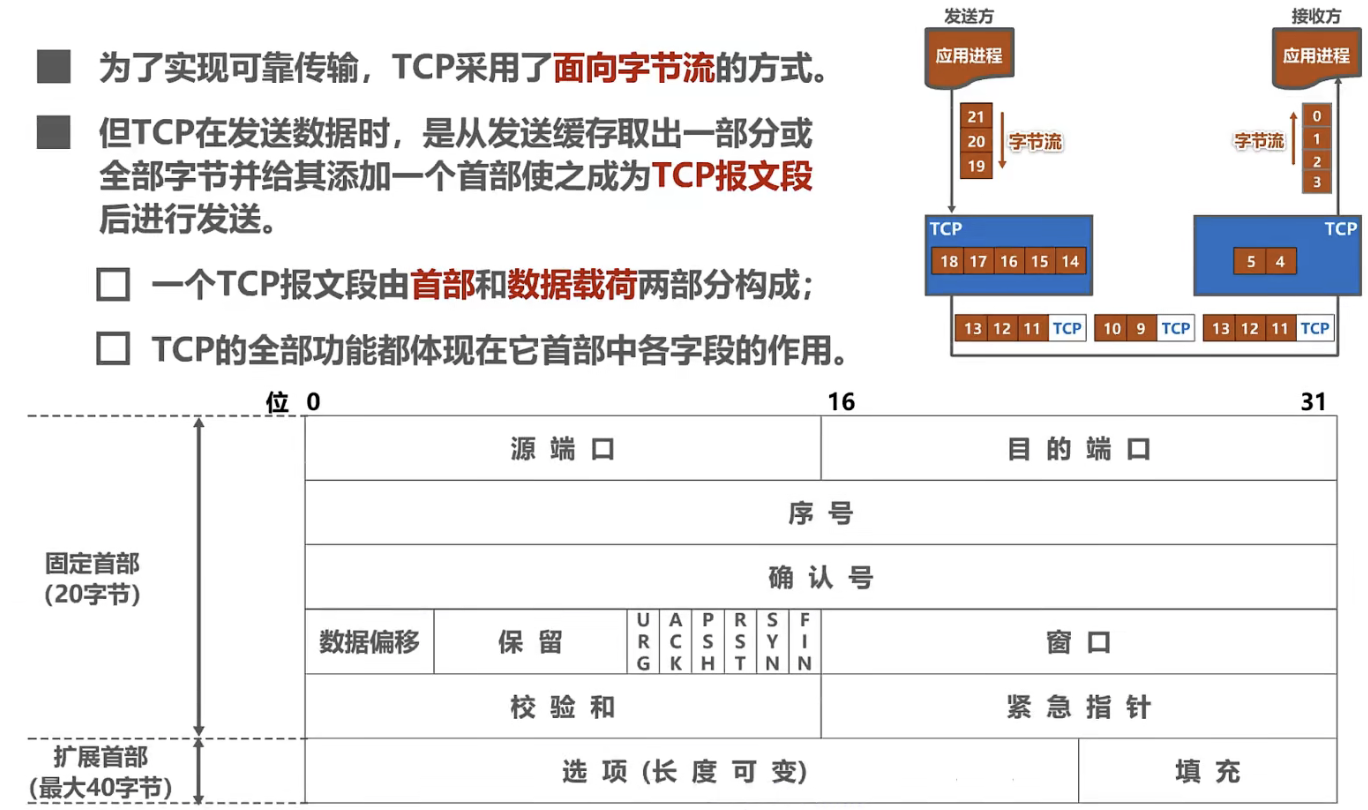 为了实现可靠传输，TCP采用了面向字节流的方式。
但TCP在发送数据时，是从发送缓存取出一部分或
全部字节并给其添加一个首部使之成为TCP报文段
后进行发送。
一个TCP报文段由首部和数据载荷两部分构成；
TCP的全部功能都体现在它首部中各字段的作用。
发送方
接收方
应用进程
应用进程
21
20
19
字节流
字节流
0
1
2
3
TCP
18 17 16 15 14
TCP
5 4
13 12 11 TCP
10 9 TCP
13 12 11 TCP
位 0 16 31
固定首部
(20字节)
源端口 目的端口
序号
确认号
数据偏移 保留 URG ACK PSH RST SYN FIN 窗口
校验和 紧急指针
扩展首部
(最大40字节)
选项(长度可变) 填充